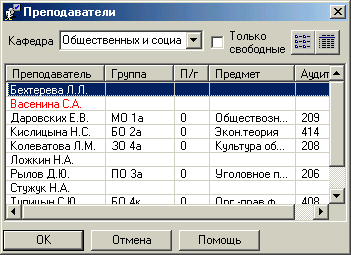 Преподаватели
Кафедра Общественных и социа Только свободные
Преподаватель Группа П/г Предмет Аудит
Бехтерева Л.Л.
Васенина С.А.
Даровских Е.В. МО 1а 0 Обществозн... 209
Кислицына Н.С. БО 2а 0 Экон.теория 414
Колеватова Л.М. ЗО 4а 0 Культура об... 208
Ложкин Н.А.
Рылов Д.Ю. ПО 3а 0 Уголовное п... 206
Стужук Н.А.
Тупицын С.Ю. БО 4к 0 Орг.-прав.ф... 408
OK Отмена Помощь